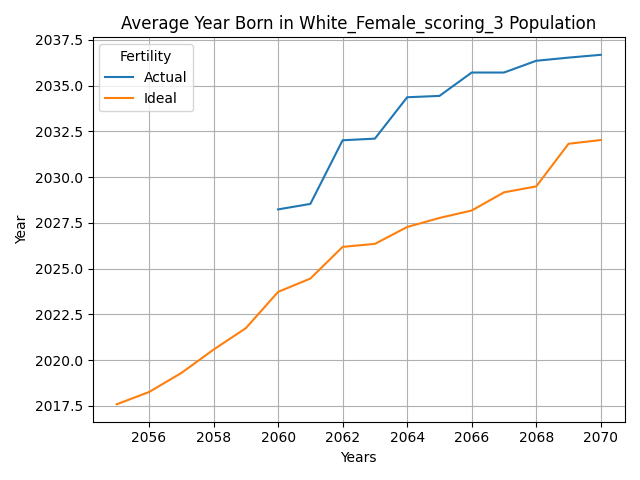 Average Year Born in White_Female_scoring_3 Population
Fertility
Actual
Ideal
2037.5
2035.0
2032.5
2030.0
2027.5
2025.0
2022.5
2020.0
2017.5
Year
2056 2058 2060 2062 2064 2066 2068 2070
Years